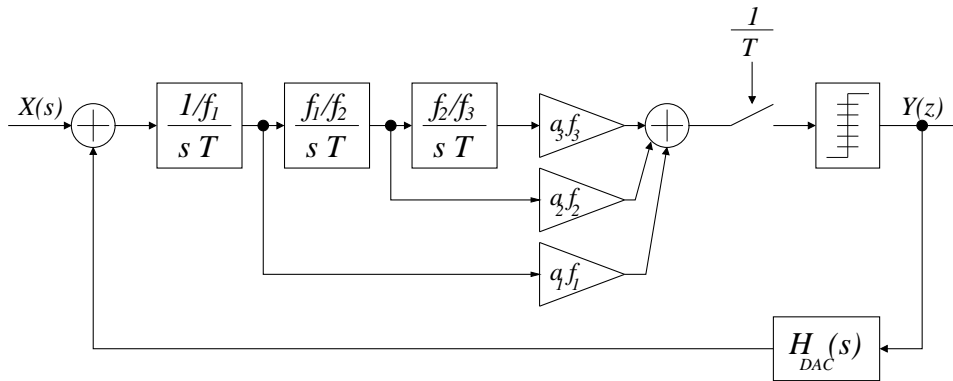 1
T
X(s)
1/f1
s T
f1/f2
s T
f2/f3
s T
a3f3
Y(z)
a2f2
a1f1
HDAC(s)